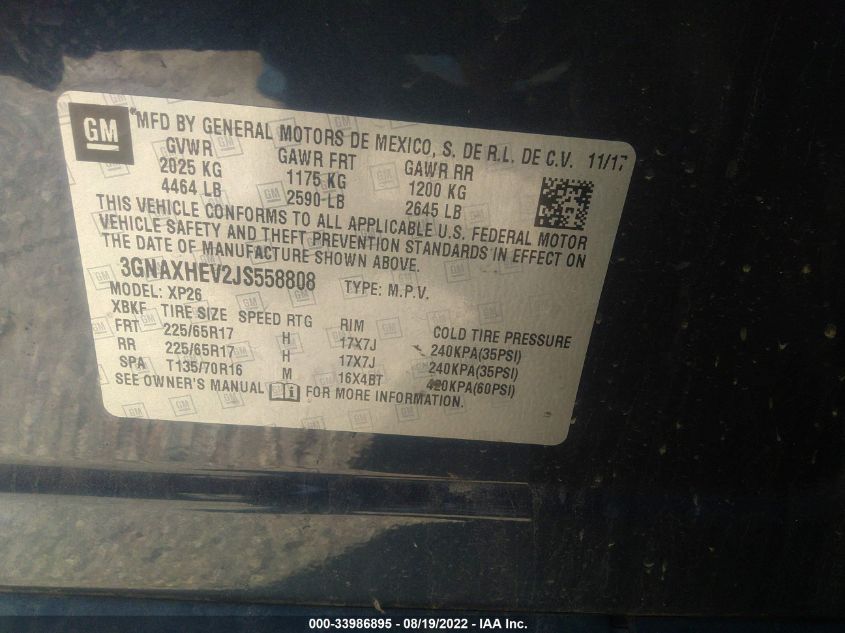 GM *MFD BY GENERAL MOTORS DE MEXICO, S. DE R.L. DE C.V. 11/17
GVWR GAWR FRT GAWR RR
2025 KG 1175 KG 1200 KG
4464 LB 2590 LB 2645 LB
THIS VEHICLE CONFORMS TO ALL APPLICABLE U.S. FEDERAL MOTOR
VEHICLE SAFETY AND THEFT PREVENTION STANDARDS IN EFFECT ON
THE DATE OF MANUFACTURE SHOWN ABOVE.
3GNAXHEV2JS558808 TYPE: M.P.V.
MODEL: XP26
XBKF TIRE SIZE SPEED RTG RIM COLD TIRE PRESSURE
FRT 225/65R17 H 17X7J 240KPA(35PSI)
RR 225/65R17 H 17X7J 240KPA(35PSI)
SPA T135/70R16 M 16X4BT 420KPA(60PSI)
SEE OWNER'S MANUAL FOR MORE INFORMATION.
000-33986895 - 08/19/2022 - IAA Inc.